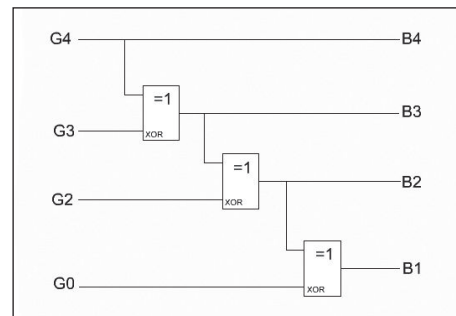 G4 B4
=1
XOR
G3 B3
=1
XOR
G2 B2
=1
XOR
G0 B1